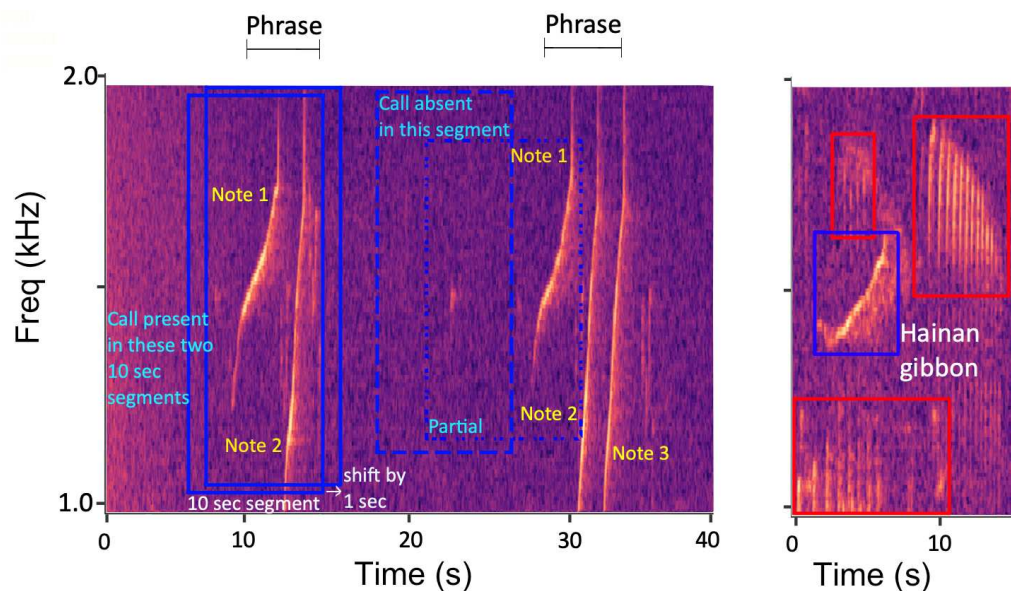 Phrase
Phrase
2.0
Call absent
in this segment
Note 1
Note 1
Freq (kHz)
Call present
in these two
10 sec
segments
Hainan
gibbon
Note 2
Partial
Note 2
Note 3
10 sec segment
→ shift by
1 sec
1.0
0
10
20
30
40
Time (s)
0
10
Time (s)